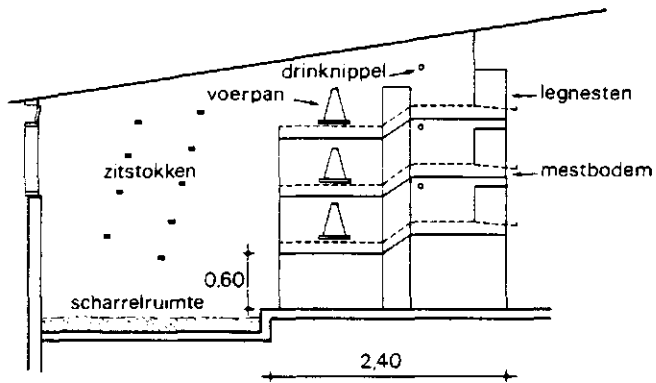 drinknippel
voerpan
legnesten
zitstokken
mestbodem
0.60
scharrelruimte
2,40